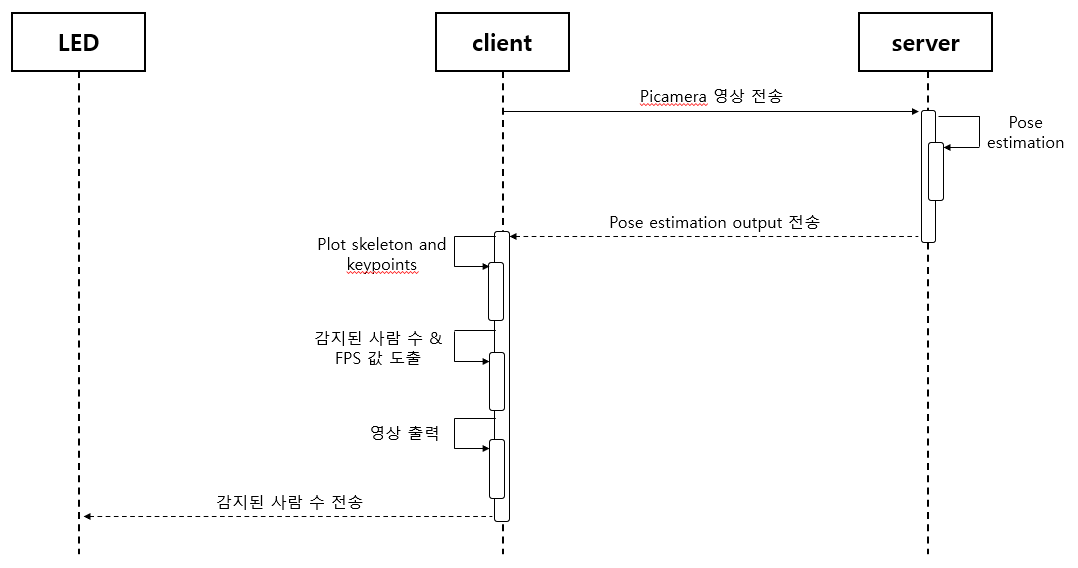 LED
client
server
Picamera 영상 전송
Pose
estimation
Pose estimation output 전송
Plot skeleton and
keypoints
감지된 사람 수 &
FPS 값 도출
영상 출력
감지된 사람 수 전송